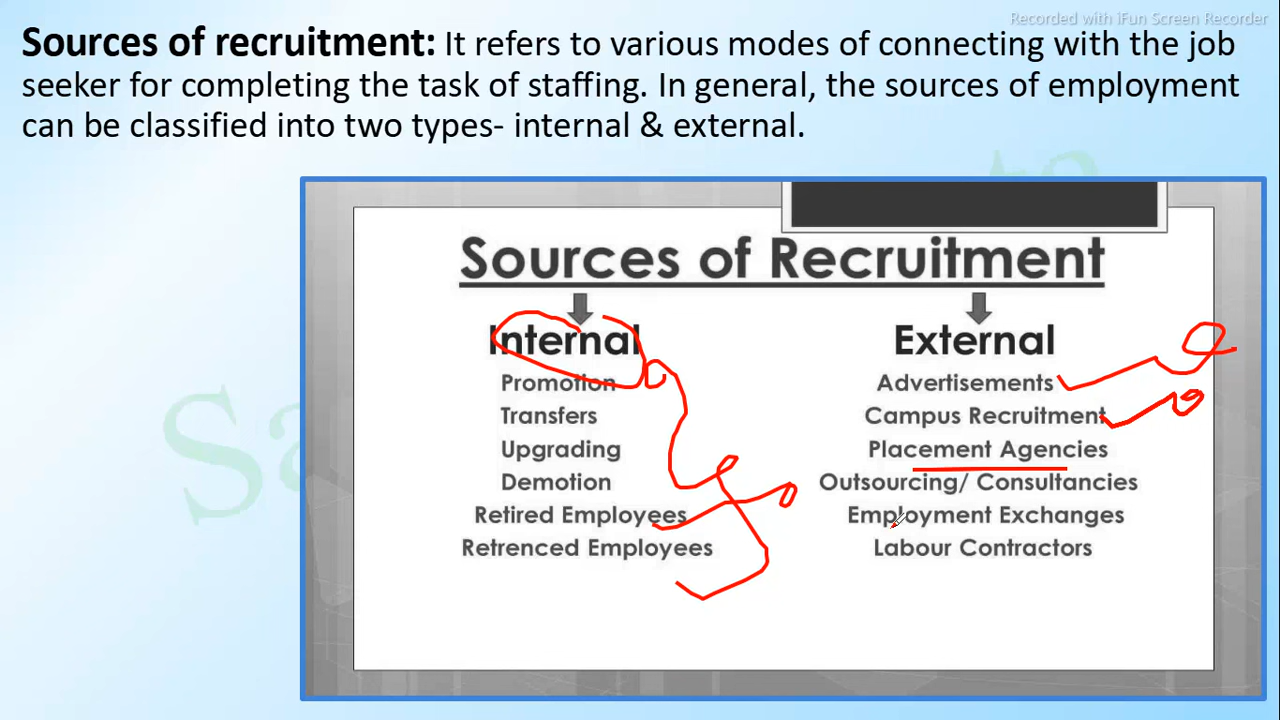 Recorded with iFun Screen Recorder
Sources of recruitment: It refers to various modes of connecting with the job
seeker for completing the task of staffing. In general, the sources of employment
can be classified into two types- internal & external.
Sources of Recruitment
Internal
Promotion
Transfers
Upgrading
Demotion
Retired Employees
Retrenced Employees
External
Advertisements
Campus Recruitment
Placement Agencies
Outsourcing/ Consultancies
Employment Exchanges
Labour Contractors